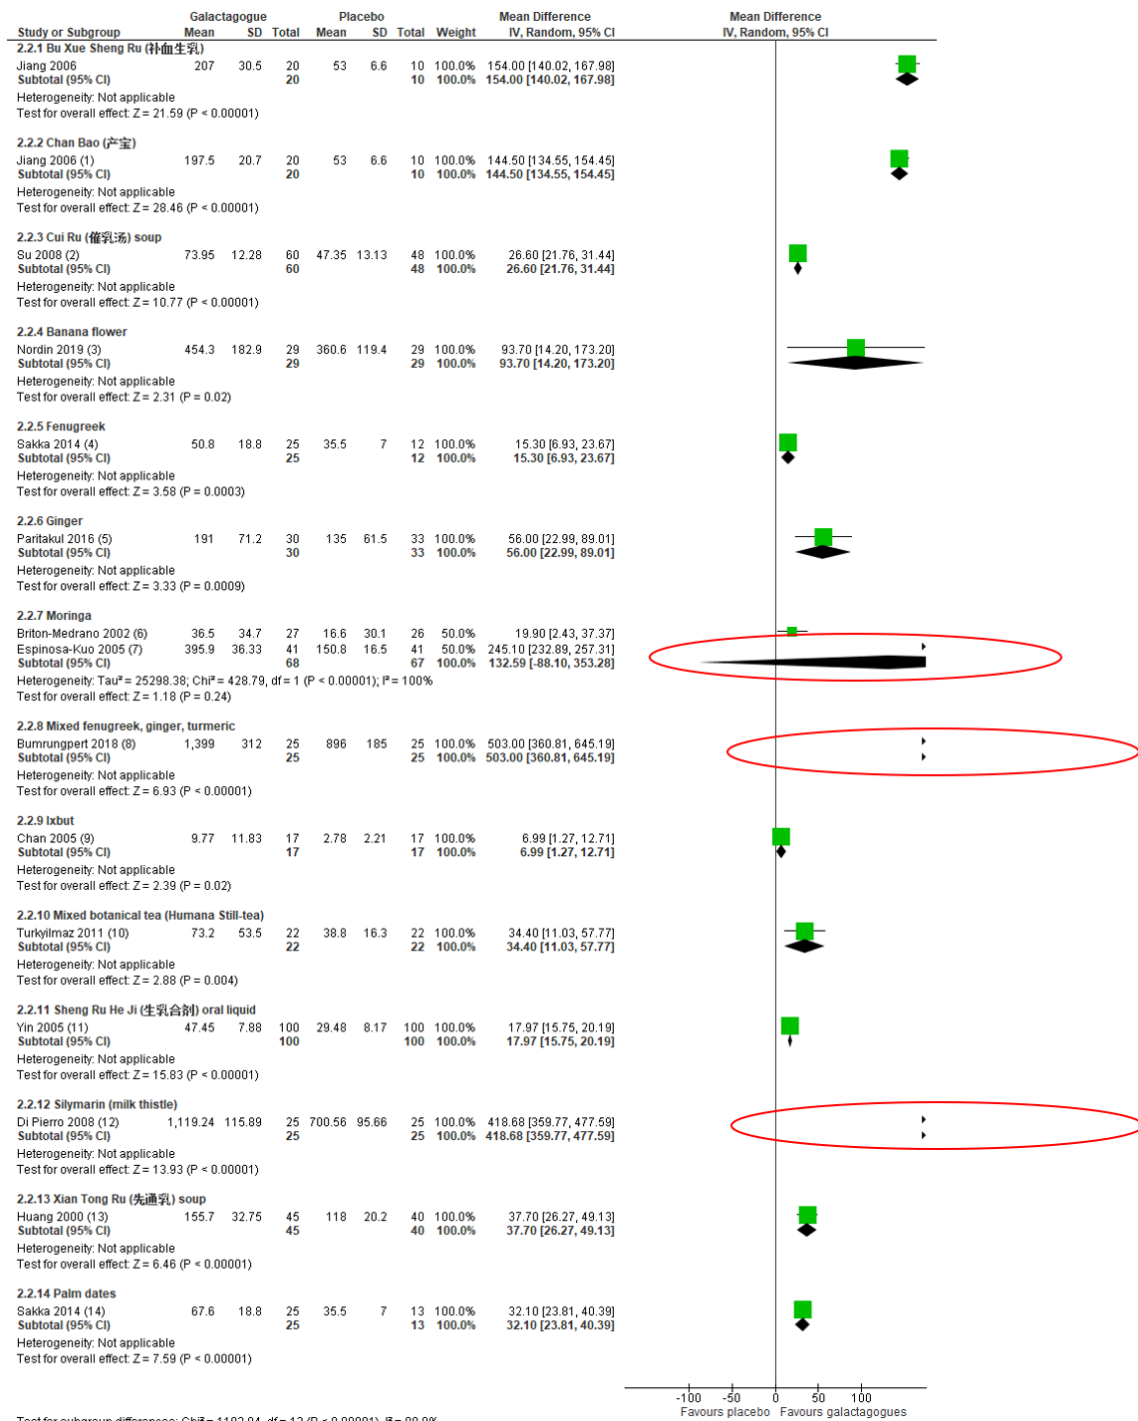 Galactagogue Placebo Mean Difference Mean Difference
Study or Subgroup Mean SD Total Mean SD Total Weight IV, Random, 95% CI IV, Random, 95% CI
2.2.1 Bu Xue Sheng Ru (补血生乳)
Jiang 2006 207 30.5 20 53 6.6 10 100.0% 154.00 [140.02, 167.98]
Subtotal (95% CI) 20 10 100.0% 154.00 [140.02, 167.98]
Heterogeneity: Not applicable
Test for overall effect: Z = 21.59 (P < 0.00001)
2.2.2 Chan Bao (产宝)
Jiang 2006 (1) 197.5 20.7 20 53 6.6 10 100.0% 144.50 [134.55, 154.45]
Subtotal (95% CI) 20 10 100.0% 144.50 [134.55, 154.45]
Heterogeneity: Not applicable
Test for overall effect: Z = 28.46 (P < 0.00001)
2.2.3 Cui Ru (催乳汤) soup
Su 2008 (2) 73.95 12.28 60 47.35 13.13 48 100.0% 26.60 [21.76, 31.44]
Subtotal (95% CI) 60 48 100.0% 26.60 [21.76, 31.44]
Heterogeneity: Not applicable
Test for overall effect: Z = 10.77 (P < 0.00001)
2.2.4 Banana flower
Nordin 2019 (3) 454.3 182.9 29 360.6 119.4 29 100.0% 93.70 [14.20, 173.20]
Subtotal (95% CI) 29 29 100.0% 93.70 [14.20, 173.20]
Heterogeneity: Not applicable
Test for overall effect: Z = 2.31 (P = 0.02)
2.2.5 Fenugreek
Sakka 2014 (4) 50.8 18.8 25 35.5 7 12 100.0% 15.30 [6.93, 23.67]
Subtotal (95% CI) 25 12 100.0% 15.30 [6.93, 23.67]
Heterogeneity: Not applicable
Test for overall effect: Z = 3.58 (P = 0.0003)
2.2.6 Ginger
Paritakul 2016 (5) 191 71.2 30 135 61.5 33 100.0% 56.00 [22.99, 89.01]
Subtotal (95% CI) 30 33 100.0% 56.00 [22.99, 89.01]
Heterogeneity: Not applicable
Test for overall effect: Z = 3.33 (P = 0.0009)
2.2.7 Moringa
Briton-Medrano 2002 (6) 36.5 34.7 27 16.6 30.1 26 50.0% 19.90 [2.43, 37.37]
Espinosa-Kuo 2005 (7) 395.9 36.33 41 150.8 16.5 41 50.0% 245.10 [232.89, 257.31]
Subtotal (95% CI) 68 67 100.0% 132.59 [-88.10, 353.28]
Heterogeneity: Tau² = 25298.38; Chi² = 428.79, df = 1 (P < 0.00001); I² = 100%
Test for overall effect: Z = 1.18 (P = 0.24)
2.2.8 Mixed fenugreek, ginger, turmeric
Bumrungpert 2018 (8) 1,399 312 25 896 185 25 100.0% 503.00 [360.81, 645.19]
Subtotal (95% CI) 25 25 100.0% 503.00 [360.81, 645.19]
Heterogeneity: Not applicable
Test for overall effect: Z = 6.93 (P < 0.00001)
2.2.9 Ixbut
Chan 2005 (9) 9.77 11.83 17 2.78 2.21 17 100.0% 6.99 [1.27, 12.71]
Subtotal (95% CI) 17 17 100.0% 6.99 [1.27, 12.71]
Heterogeneity: Not applicable
Test for overall effect: Z = 2.39 (P = 0.02)
2.2.10 Mixed botanical tea (Humana Still-tea)
Turkyilmaz 2011 (10) 73.2 53.5 22 38.8 16.3 22 100.0% 34.40 [11.03, 57.77]
Subtotal (95% CI) 22 22 100.0% 34.40 [11.03, 57.77]
Heterogeneity: Not applicable
Test for overall effect: Z = 2.88 (P = 0.004)
2.2.11 Sheng Ru He Ji (生乳合剂) oral liquid
Yin 2005 (11) 47.45 7.88 100 29.48 8.17 100 100.0% 17.97 [15.75, 20.19]
Subtotal (95% CI) 100 100 100.0% 17.97 [15.75, 20.19]
Heterogeneity: Not applicable
Test for overall effect: Z = 15.83 (P < 0.00001)
2.2.12 Silymarin (milk thistle)
Di Pierro 2008 (12) 1,119.24 115.89 25 700.56 95.66 25 100.0% 418.68 [359.77, 477.59]
Subtotal (95% CI) 25 25 100.0% 418.68 [359.77, 477.59]
Heterogeneity: Not applicable
Test for overall effect: Z = 13.93 (P < 0.00001)
2.2.13 Xian Tong Ru (先通乳) soup
Huang 2000 (13) 155.7 32.75 45 118 20.2 40 100.0% 37.70 [26.27, 49.13]
Subtotal (95% CI) 45 40 100.0% 37.70 [26.27, 49.13]
Heterogeneity: Not applicable
Test for overall effect: Z = 6.46 (P < 0.00001)
2.2.14 Palm dates
Sakka 2014 (14) 67.6 18.8 25 35.5 7 13 100.0% 32.10 [23.81, 40.39]
Subtotal (95% CI) 25 13 100.0% 32.10 [23.81, 40.39]
Heterogeneity: Not applicable
Test for overall effect: Z = 7.59 (P < 0.00001)
-100 -50 0 50 100
Favours placebo Favours galactagogues